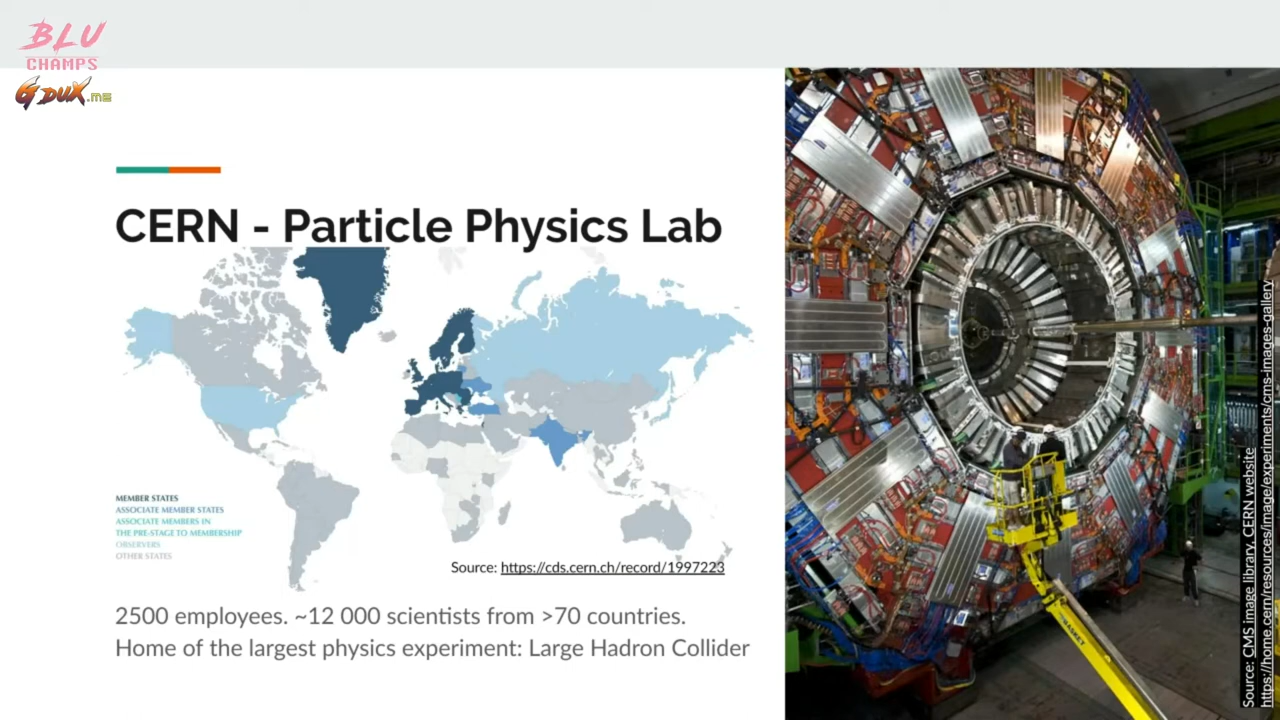 BLU
CHAMPS
GDUX.ME
CERN - Particle Physics Lab
MEMBER STATES
ASSOCIATE MEMBER STATES
ASSOCIATE MEMBERS IN
THE PRE-STAGE TO MEMBERSHIP
OBSERVERS
OTHER STATES
Source: https://cds.cern.ch/record/1997223
2500 employees. ~12 000 scientists from >70 countries.
Home of the largest physics experiment: Large Hadron Collider
Source: CMS image library, CERN website
https://home.cern/resources/image/experiments/cms-images-gallery